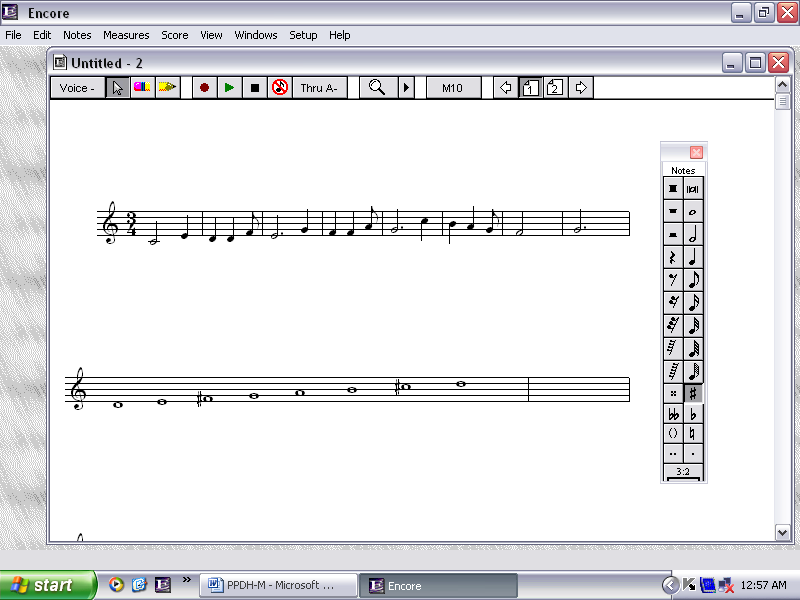 Encore
File Edit Notes Measures Score View Windows Setup Help
Untitled - 2
Voice - Thru A- M10 1 2
Notes
3
4
3:2
start PPDH-M - Microsoft ... Encore 12:57 AM